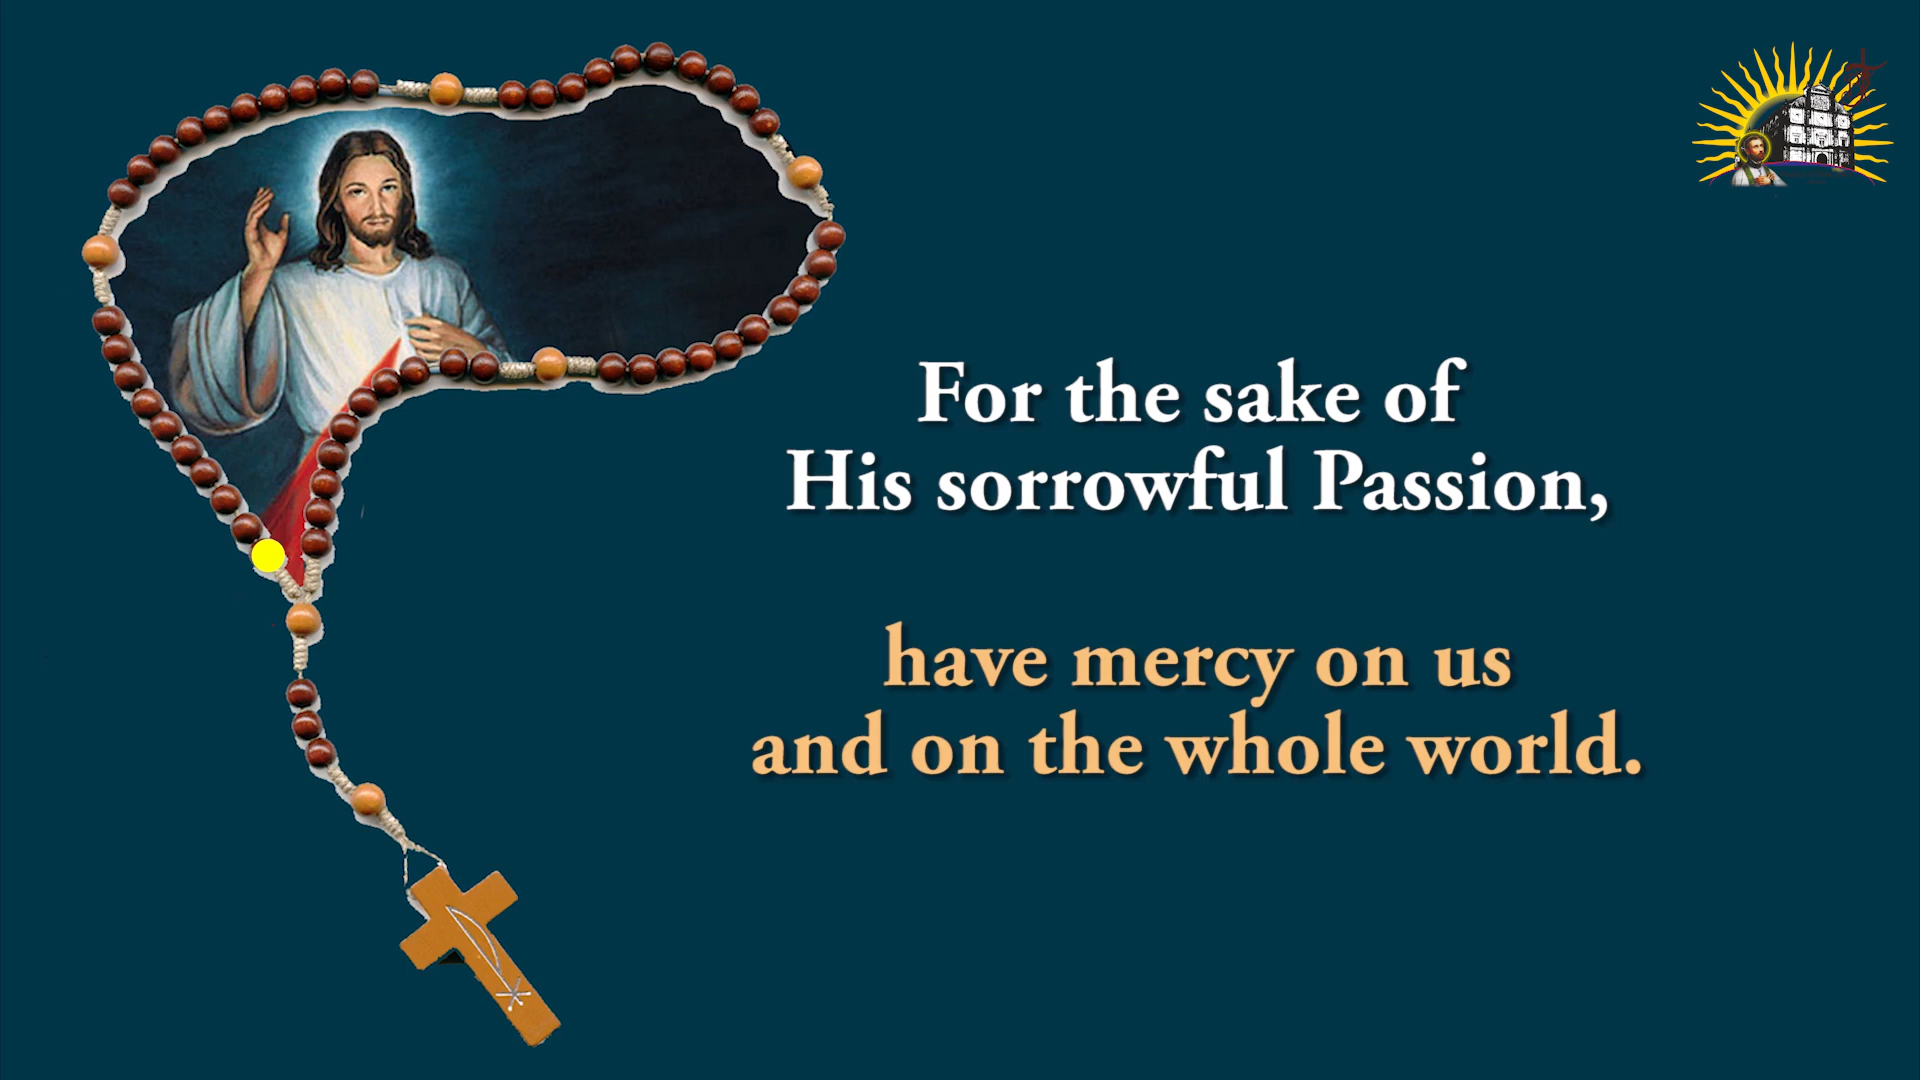 For the sake of
His sorrowful Passion,
have mercy on us
and on the whole world.